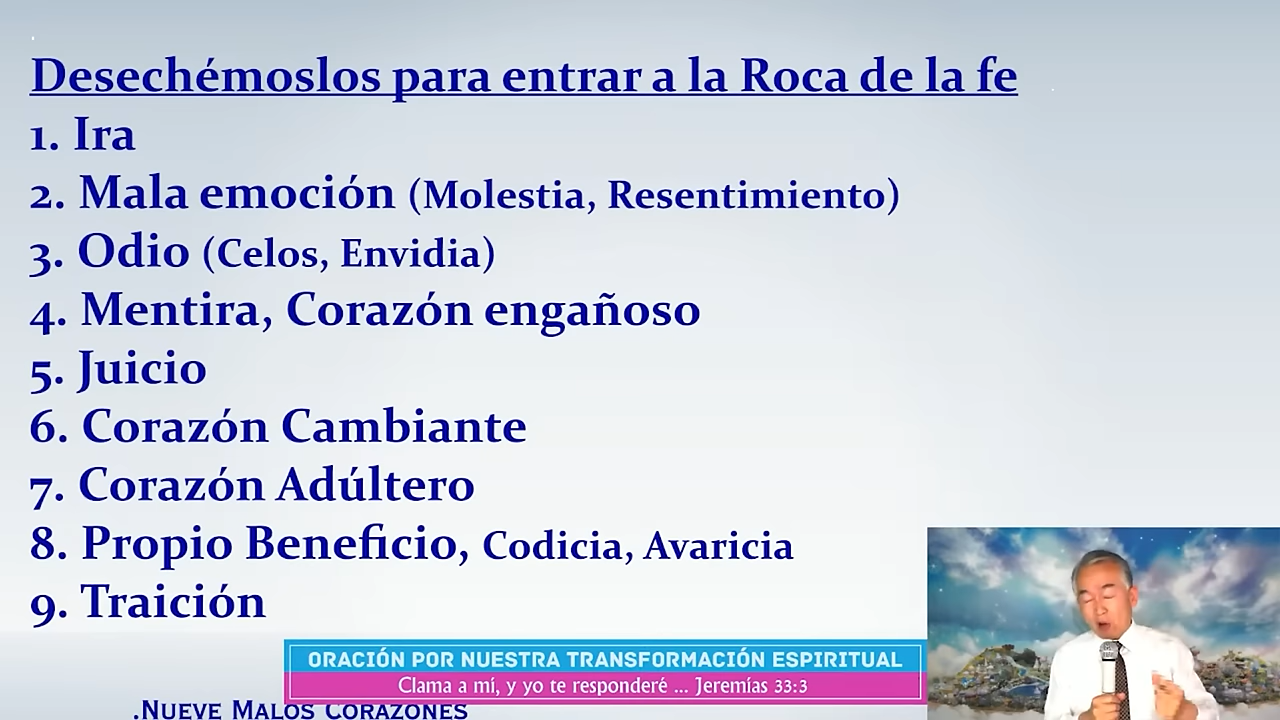 Desechémoslos para entrar a la Roca de la fe
1. Ira
2. Mala emoción (Molestia, Resentimiento)
3. Odio (Celos, Envidia)
4. Mentira, Corazón engañoso
5. Juicio
6. Corazón Cambiante
7. Corazón Adúltero
8. Propio Beneficio, Codicia, Avaricia
9. Traición
ORACIÓN POR NUESTRA TRANSFORMACIÓN ESPIRITUAL
Clama a mí, y yo te responderé ... Jeremías 33:3
.NUEVE MALOS CORAZONES